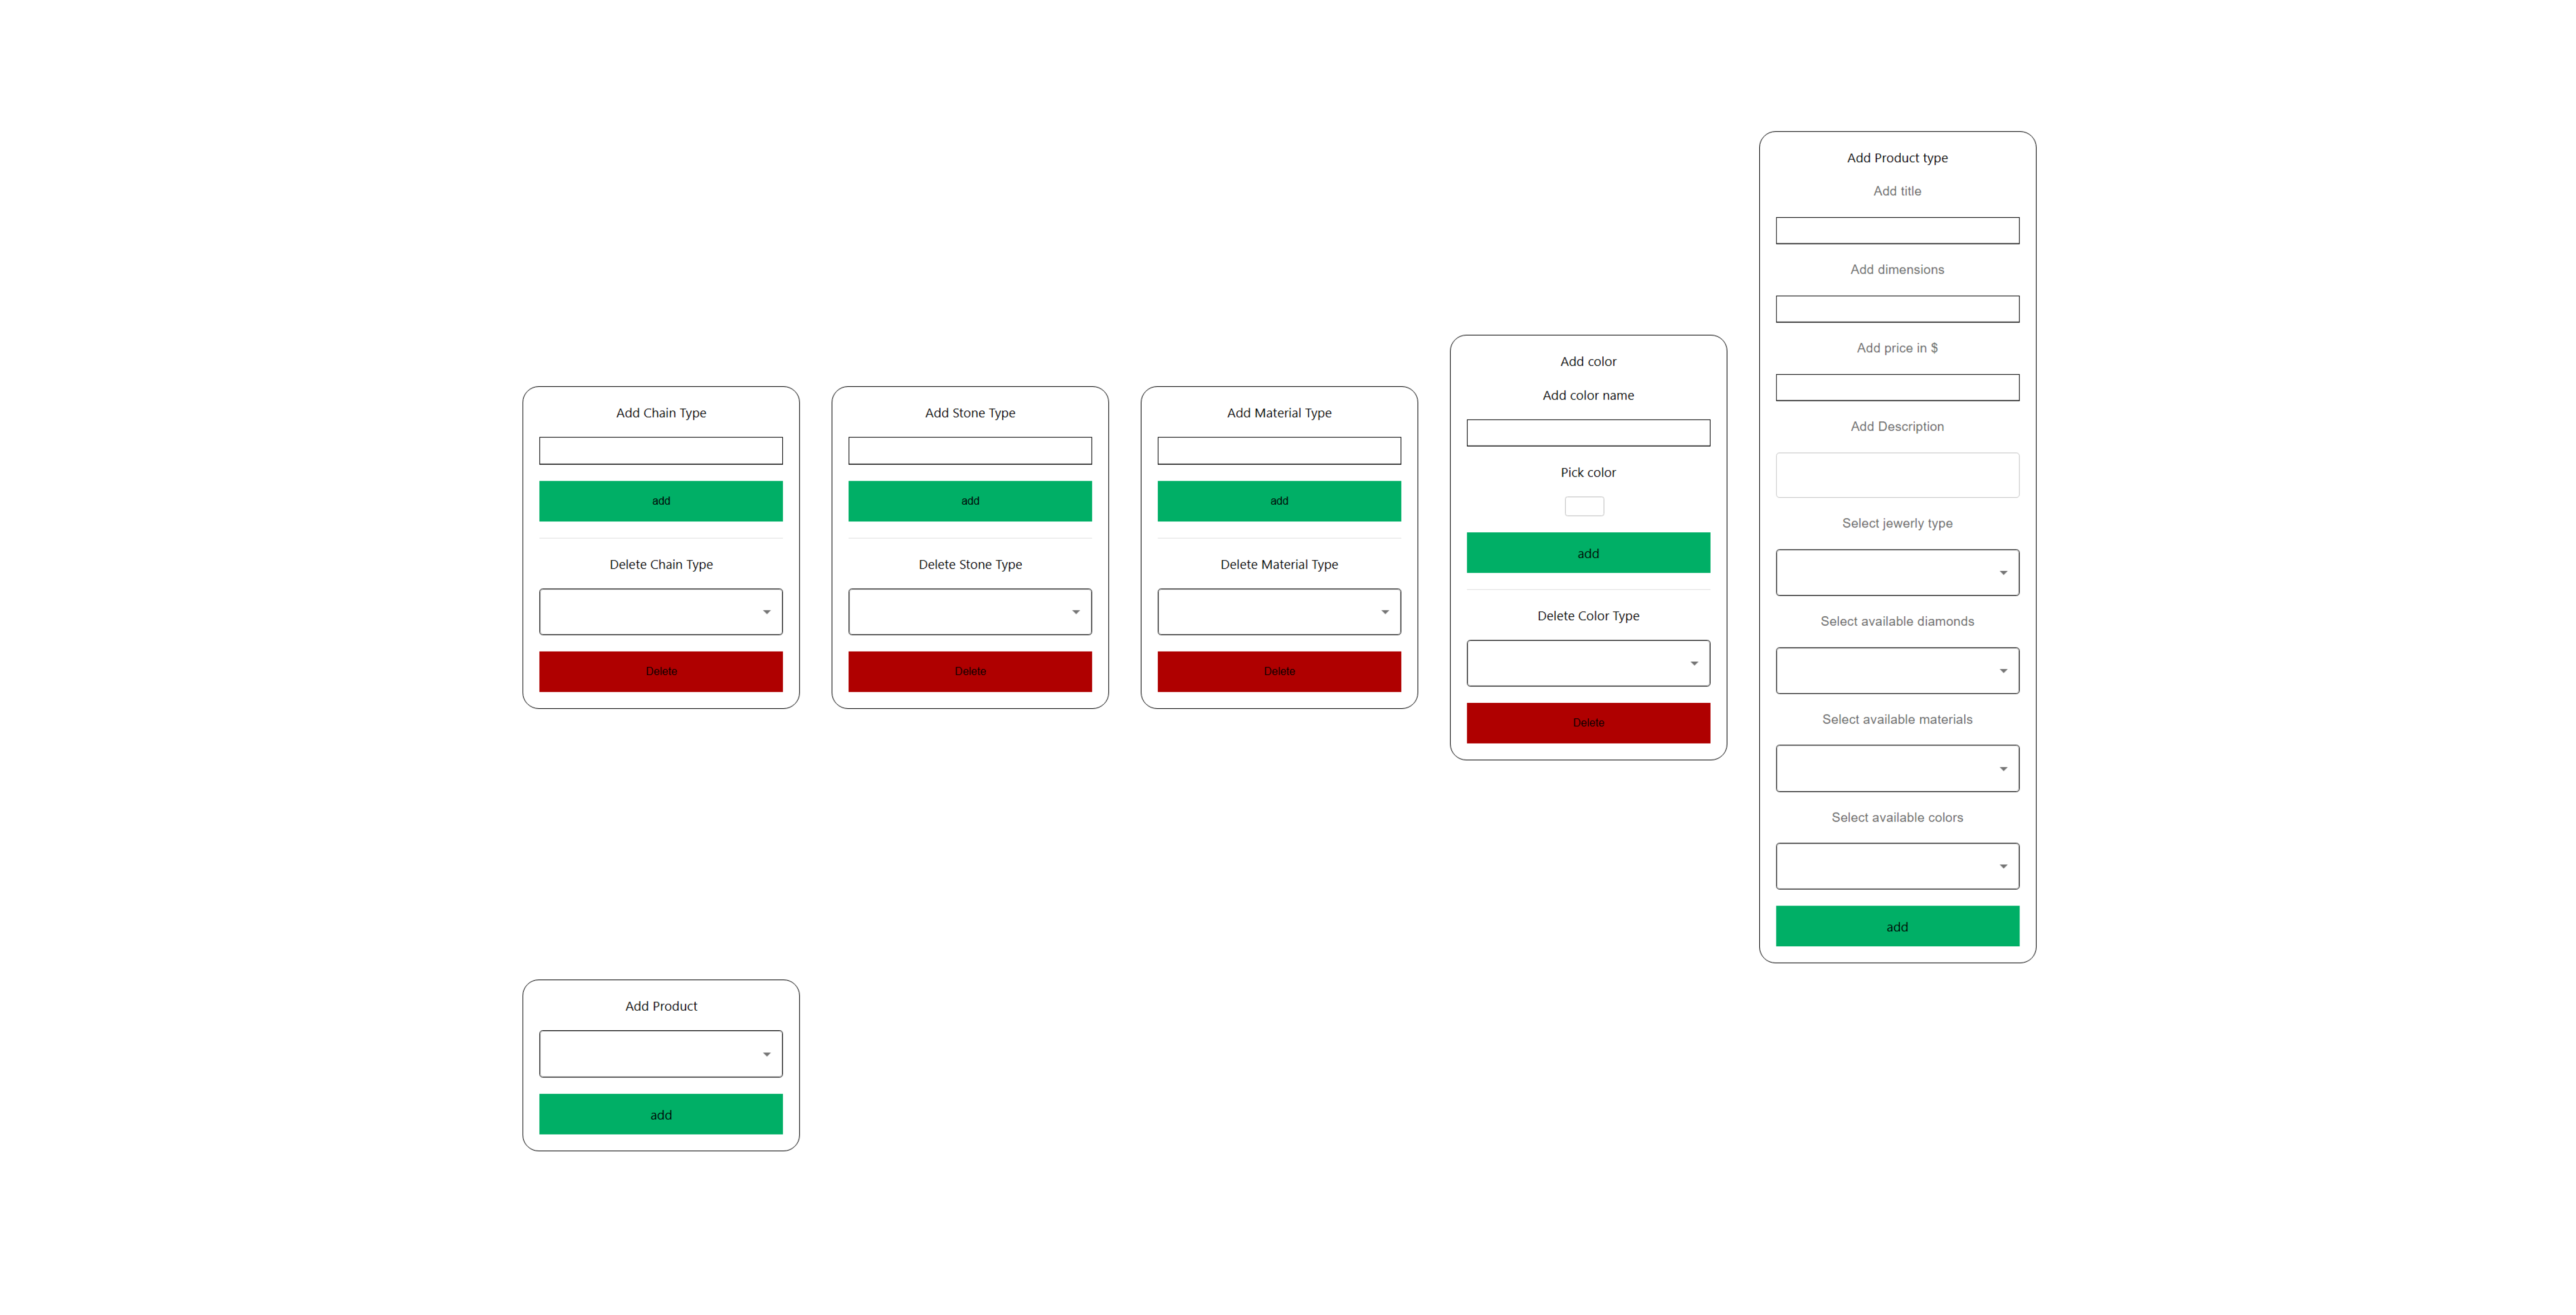 Add Chain Type
add
Delete Chain Type
Delete
Add Stone Type
add
Delete Stone Type
Delete
Add Material Type
add
Delete Material Type
Delete
Add color
Add color name
Pick color
add
Delete Color Type
Delete
Add Product type
Add title
Add dimensions
Add price in $
Add Description
Select jewerly type
Select available diamonds
Select available materials
Select available colors
add
Add Product
add